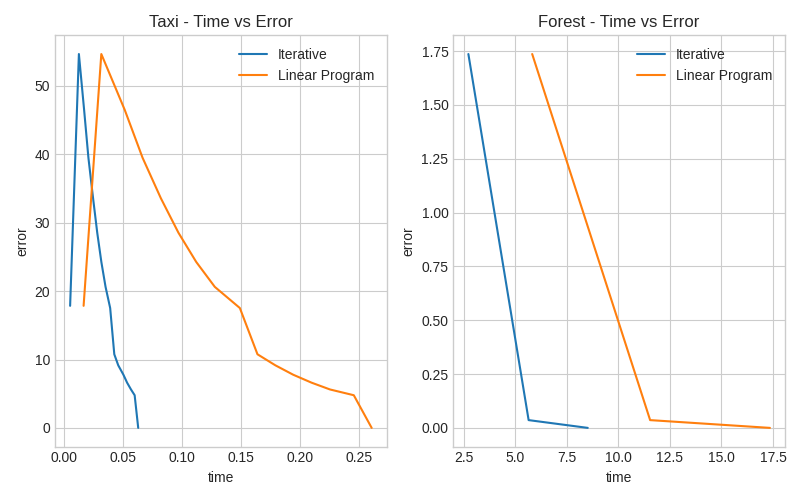 Taxi - Time vs Error
Iterative
Linear Program
50
40
30
20
10
0
error
0.00 0.05 0.10 0.15 0.20 0.25
time
Forest - Time vs Error
Iterative
Linear Program
1.75
1.50
1.25
1.00
0.75
0.50
0.25
0.00
error
2.5 5.0 7.5 10.0 12.5 15.0 17.5
time